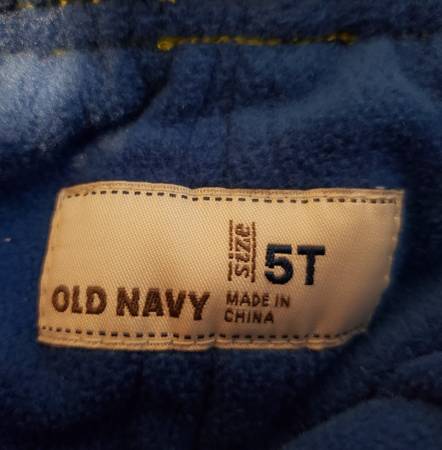 OLD NAVY
size 5T
MADE IN
CHINA